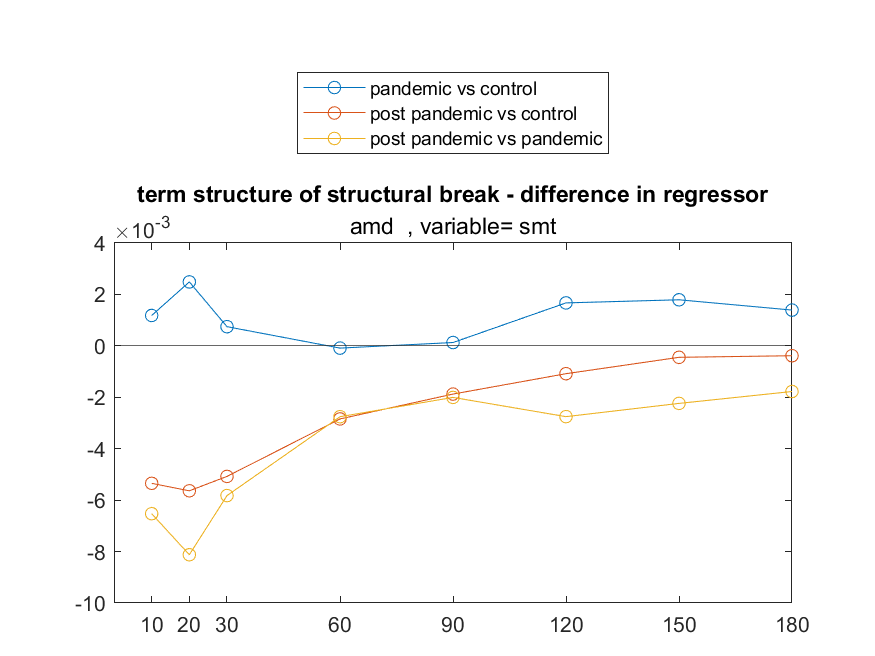 pandemic vs control
post pandemic vs control
post pandemic vs pandemic
term structure of structural break - difference in regressor
amd , variable= smt
×10-3
4
2
0
-2
-4
-6
-8
-10
10 20 30 60 90 120 150 180